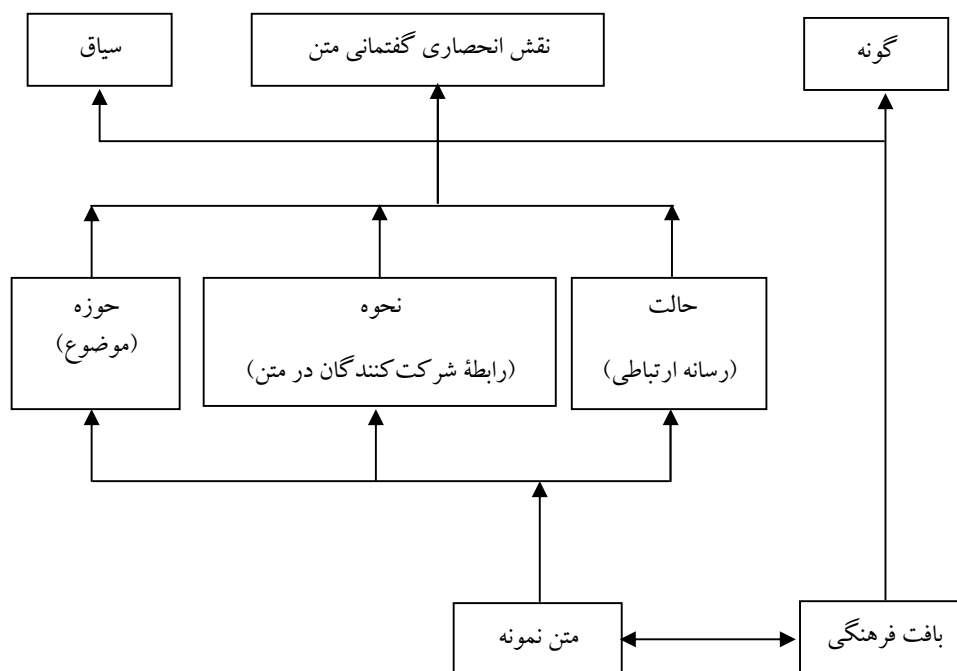 گونه
نقش انحصاری گفتمانی متن
سیاق
حالت
(رسانه ارتباطی)
نحوه
(رابطهٔ شرکت‌کنندگان در متن)
حوزه
(موضوع)
بافت فرهنگی
متن نمونه